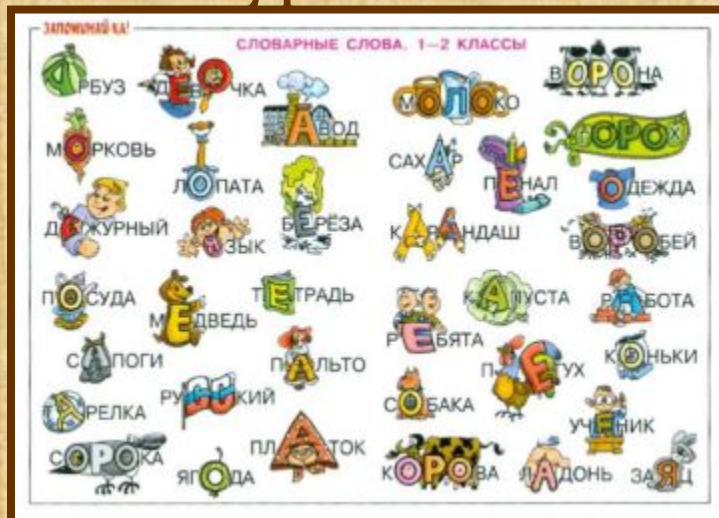 ЗАПОМИНАЙ-КА!
СЛОВАРНЫЕ СЛОВА. 1—2 КЛАССЫ
АРБУЗ ДЕВОЧКА МОЛОКО ВОРОНА
ЗАВОД ГОРОХ
МОРКОВЬ ЛОПАТА САХАР ПЕНАЛ ОДЕЖДА
ДЕЖУРНЫЙ ЯЗЫК БЕРЁЗА КАРАНДАШ ВОРОБЕЙ
ПОСУДА МЕДВЕДЬ ТЕТРАДЬ КАПУСТА РАБОТА
САПОГИ ПАЛЬТО РЕБЯТА ПЕТУХ КОНЬКИ
ТАРЕЛКА РУССКИЙ СОБАКА УЧЕНИК
СОРОКА ЯГОДА ПЛАТОК КОРОВА ЛАДОНЬ ЗАЯЦ